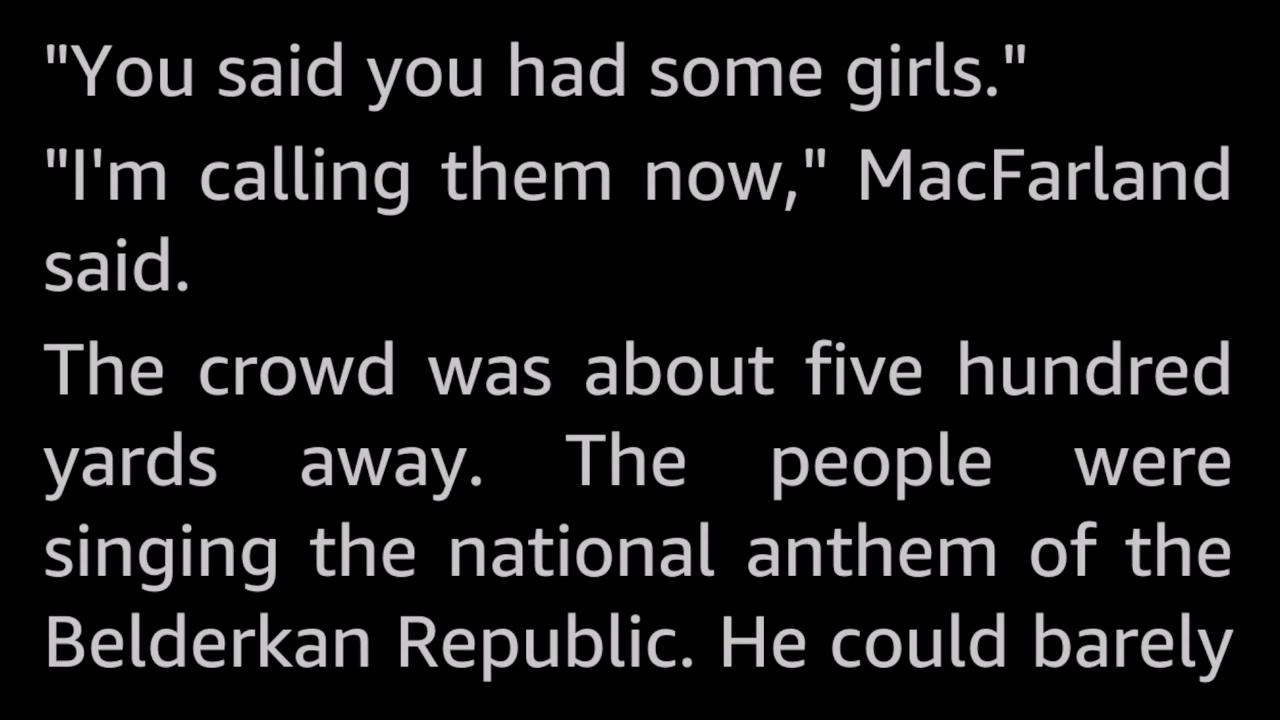 "You said you had some girls."
"I'm calling them now," MacFarland
said.
The crowd was about five hundred
yards away. The people were
singing the national anthem of the
Belderkan Republic. He could barely